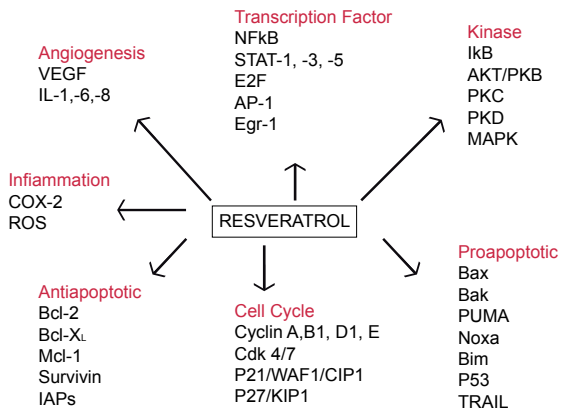 Angiogenesis
VEGF
IL-1,-6,-8
Transcription Factor
NFkB
STAT-1, -3, -5
E2F
AP-1
Egr-1
Kinase
IkB
AKT/PKB
PKC
PKD
MAPK
Infiammation
COX-2
ROS
RESVERATROL
Antiapoptotic
Bcl-2
Bcl-XL
Mcl-1
Survivin
IAPs
Cell Cycle
Cyclin A,B1, D1, E
Cdk 4/7
P21/WAF1/CIP1
P27/KIP1
Proapoptotic
Bax
Bak
PUMA
Noxa
Bim
P53
TRAIL